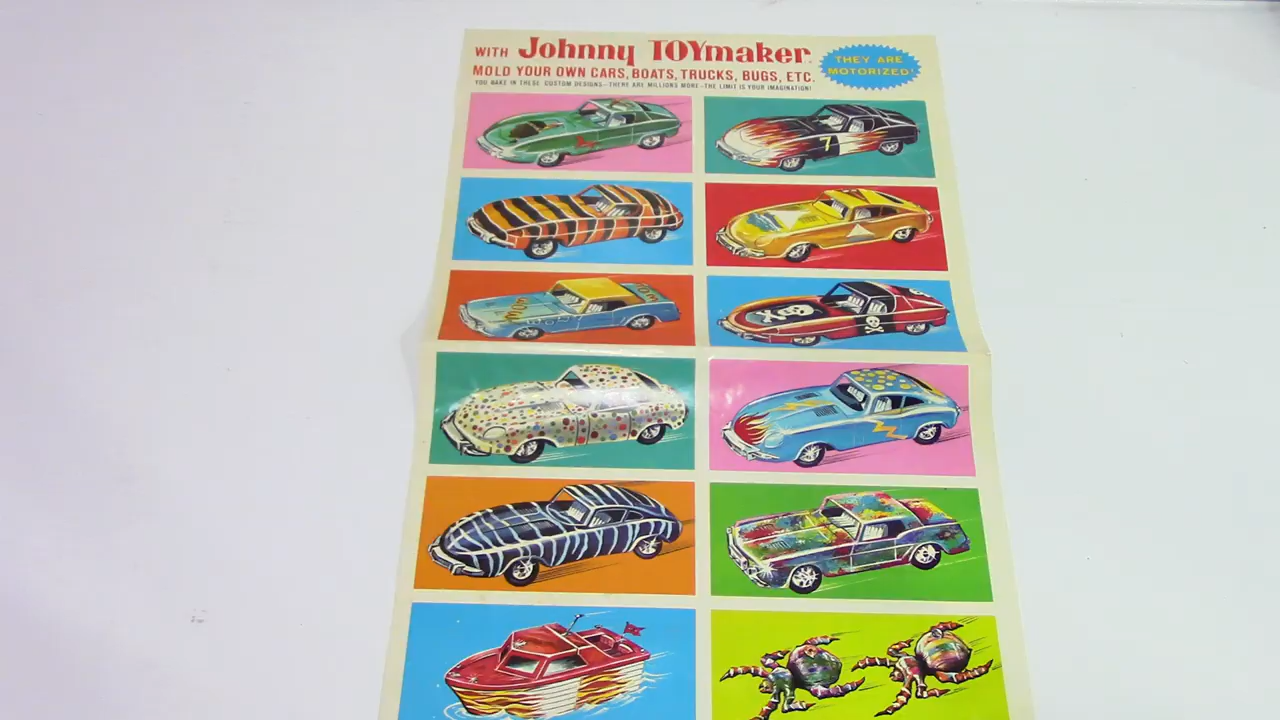 WITH Johnny TOYmaker.
MOLD YOUR OWN CARS, BOATS, TRUCKS, BUGS, ETC.
YOU BAKE IN THESE CUSTOM DESIGNS—THERE ARE MILLIONS MORE—THE LIMIT IS YOUR IMAGINATION!
THEY ARE
MOTORIZED!
7